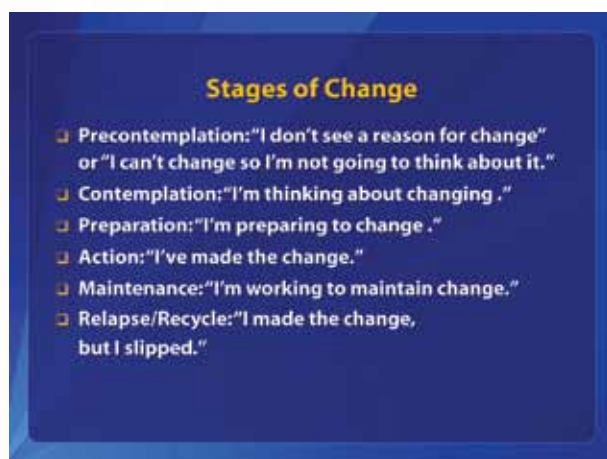 Stages of Change
Precontemplation:“I don’t see a reason for change”
or “I can’t change so I’m not going to think about it.”
Contemplation:“I’m thinking about changing .”
Preparation:“I’m preparing to change .”
Action:“I’ve made the change.”
Maintenance:“I’m working to maintain change.”
Relapse/Recycle:“I made the change,
but I slipped.”